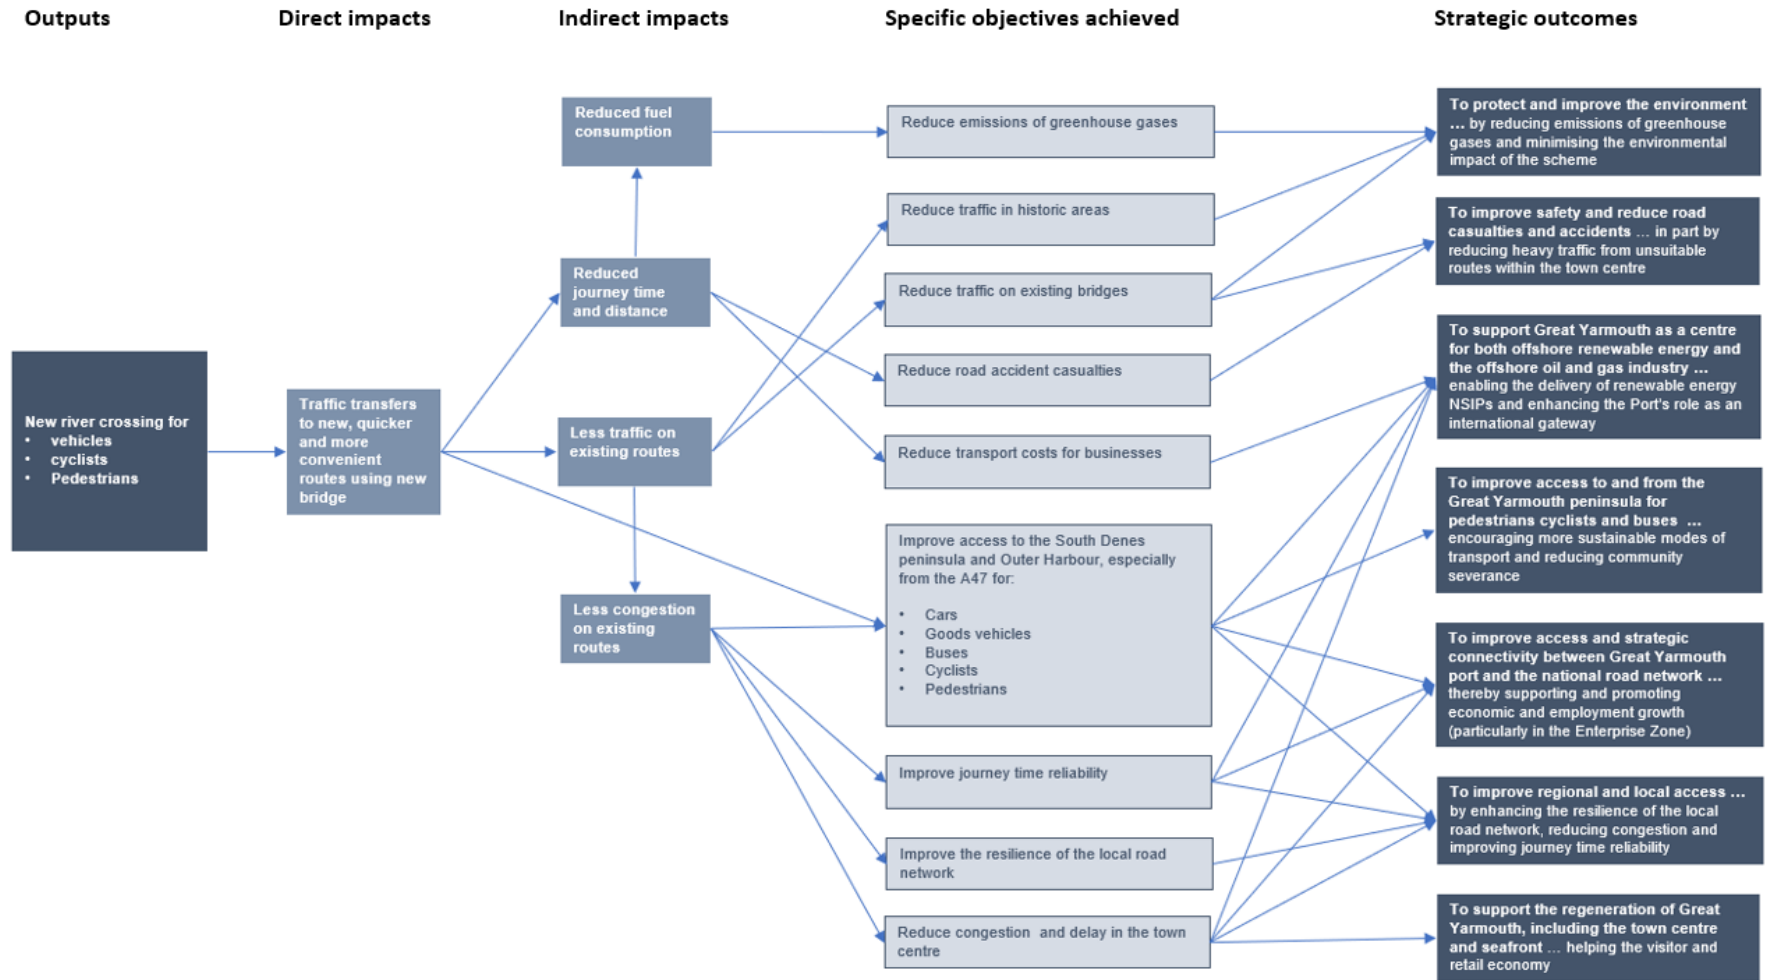 Outputs
Direct impacts
Indirect impacts
Specific objectives achieved
Strategic outcomes
New river crossing for
• vehicles
• cyclists
• Pedestrians
Traffic transfers
to new, quicker
and more
convenient
routes using new
bridge
Reduced fuel
consumption
Reduced
journey time
and distance
Less traffic on
existing routes
Less congestion
on existing
routes
Reduce emissions of greenhouse gases
Reduce traffic in historic areas
Reduce traffic on existing bridges
Reduce road accident casualties
Reduce transport costs for businesses
Improve access to the South Denes
peninsula and Outer Harbour, especially
from the A47 for:
• Cars
• Goods vehicles
• Buses
• Cyclists
• Pedestrians
Improve journey time reliability
Improve the resilience of the local road
network
Reduce congestion and delay in the town
centre
To protect and improve the environment
... by reducing emissions of greenhouse
gases and minimising the environmental
impact of the scheme
To improve safety and reduce road
casualties and accidents ... in part by
reducing heavy traffic from unsuitable
routes within the town centre
To support Great Yarmouth as a centre
for both offshore renewable energy and
the offshore oil and gas industry ...
enabling the delivery of renewable energy
NSIPs and enhancing the Port's role as an
international gateway
To improve access to and from the
Great Yarmouth peninsula for
pedestrians cyclists and buses ...
encouraging more sustainable modes of
transport and reducing community
severance
To improve access and strategic
connectivity between Great Yarmouth
port and the national road network ...
thereby supporting and promoting
economic and employment growth
(particularly in the Enterprise Zone)
To improve regional and local access ...
by enhancing the resilience of the local
road network, reducing congestion and
improving journey time reliability
To support the regeneration of Great
Yarmouth, including the town centre
and seafront ... helping the visitor and
retail economy